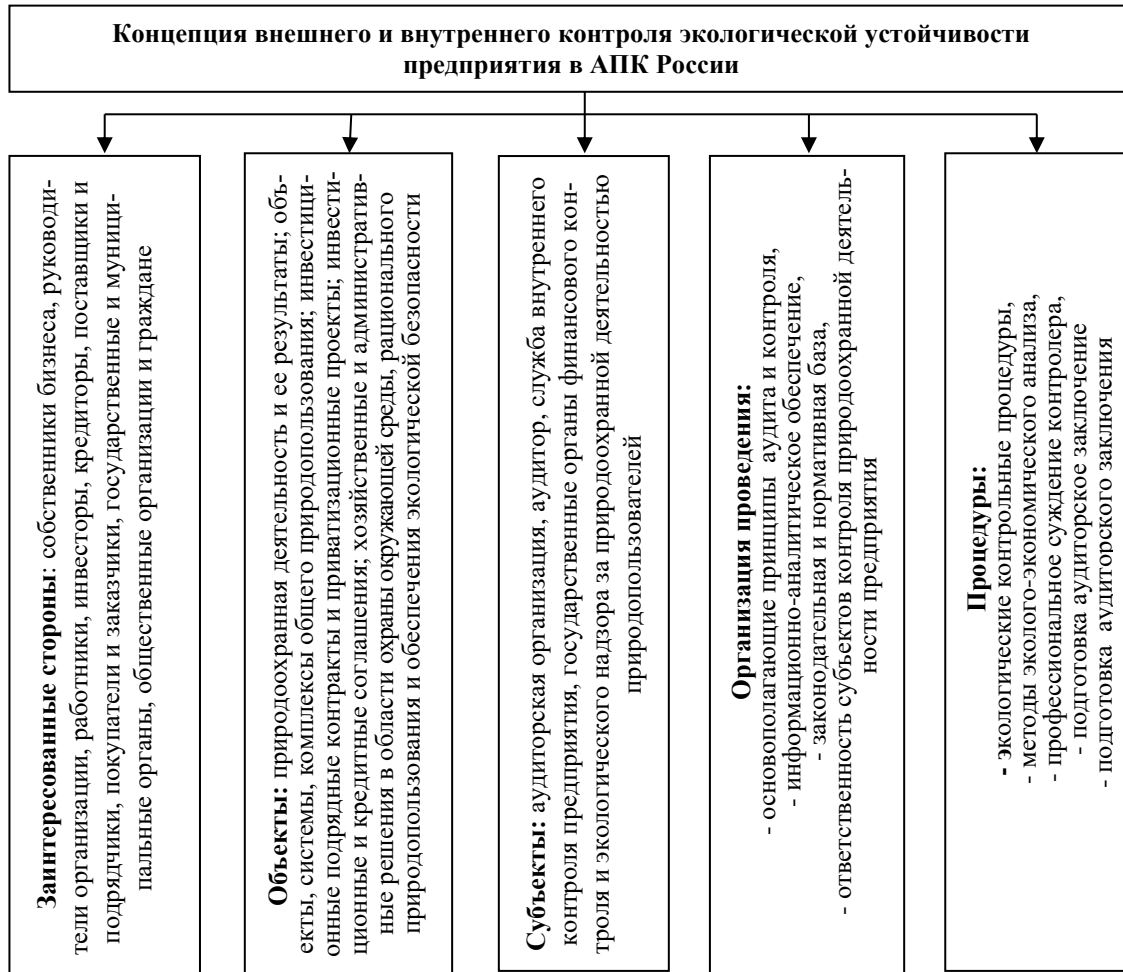 Концепция внешнего и внутреннего контроля экологической устойчивости
предприятия в АПК России
Заинтересованные стороны: собственники бизнеса, руководи-
тели организации, работники, инвесторы, кредиторы, поставщики и
подрядчики, покупатели и заказчики, государственные и муници-
пальные органы, общественные организации и граждане
Объекты: природоохранная деятельность и ее результаты; объ-
екты, системы, комплексы общего природопользования; инвестици-
онные подрядные контракты и приватизационные проекты; инвести-
ционные и кредитные соглашения; хозяйственные и административ-
ные решения в области охраны окружающей среды, рационального
природопользования и обеспечения экологической безопасности
Субъекты: аудиторская организация, аудитор, служба внутреннего
контроля предприятия, государственные органы финансового кон-
троля и экологического надзора за природоохранной деятельностью
природопользователей
Организация проведения:
- основополагающие принципы аудита и контроля,
- информационно-аналитическое обеспечение,
- законодательная и нормативная база,
- ответственность субъектов контроля природоохранной деятель-
ности предприятия
Процедуры:
- экологические контрольные процедуры,
- методы эколого-экономического анализа,
- профессиональное суждение контролера,
- подготовка аудиторское заключение
- подготовка аудиторского заключения